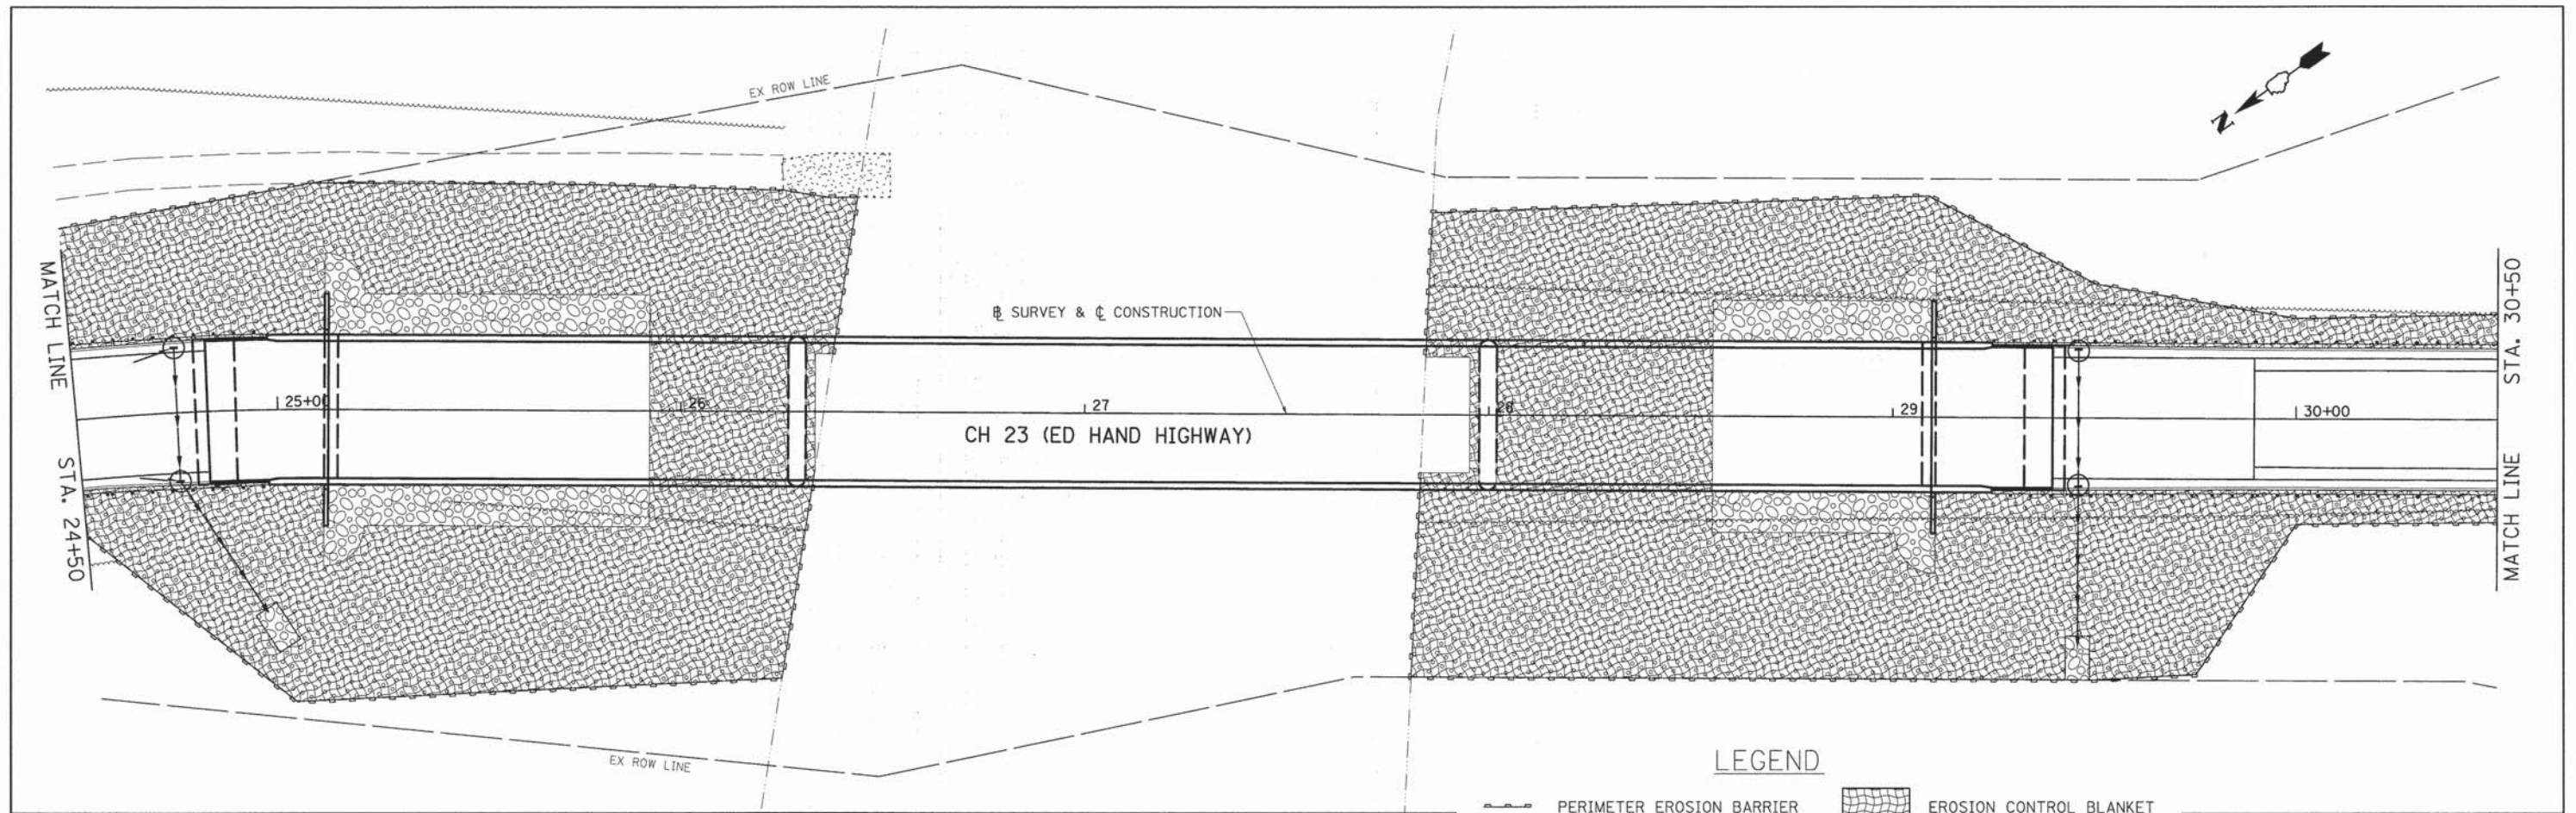 EX ROW LINE
N
MATCH LINE STA. 24+50
MATCH LINE STA. 30+50
℄ SURVEY & ℄ CONSTRUCTION
25+00
26
27
28
29
30+00
CH 23 (ED HAND HIGHWAY)
EX ROW LINE
LEGEND
PERIMETER EROSION BARRIER
EROSION CONTROL BLANKET